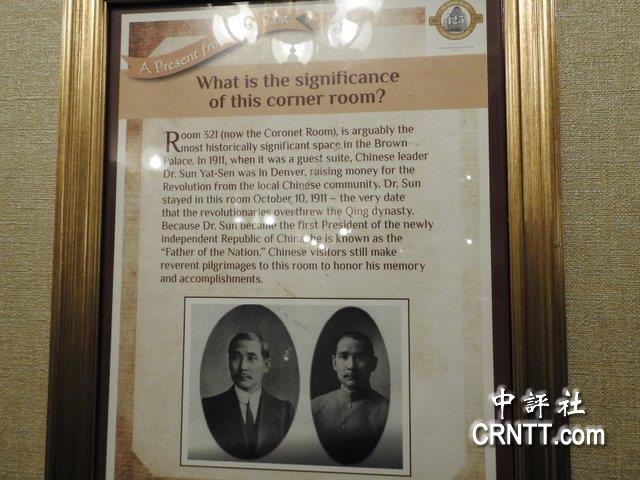 A Present from
What is the significance
of this corner room?
Room 321 (now the Coronet Room), is arguably the
most historically significant space in the Brown
Palace. In 1911, when it was a guest suite, Chinese leader
Dr. Sun Yat-Sen was in Denver, raising money for the
Revolution from the local Chinese community. Dr. Sun
stayed in this room October 10, 1911 – the very date
that the revolutionaries overthrew the Qing dynasty.
Because Dr. Sun became the first President of the newly
independent Republic of China, he is known as the
“Father of the Nation.” Chinese visitors still make
reverent pilgrimages to this room to honor his memory
and accomplishments.
125
中評社
CRNTT.com